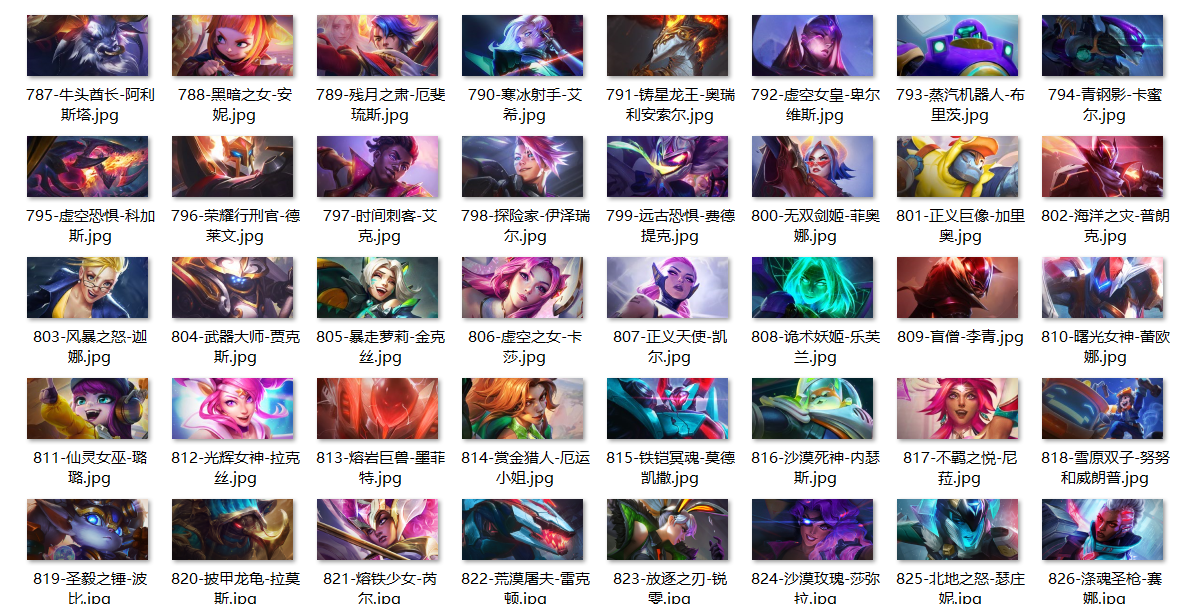 787-牛头酋长-阿利 788-黑暗之女-安 789-残月之肃-厄斐 790-寒冰射手-艾 791-铸星龙王-奥瑞 792-虚空女皇-卑尔 793-蒸汽机器人-布 794-青钢影-卡蜜
斯塔.jpg 妮.jpg 琉斯.jpg 希.jpg 利安索尔.jpg 维斯.jpg 里茨.jpg 尔.jpg
795-虚空恐惧-科加 796-荣耀行刑官-德 797-时间刺客-艾 798-探险家-伊泽瑞 799-远古恐惧-费德 800-无双剑姬-菲奥 801-正义巨像-加里 802-海洋之灾-普朗
斯.jpg 莱文.jpg 克.jpg 尔.jpg 提克.jpg 娜.jpg 奥.jpg 克.jpg
803-风暴之怒-迦 804-武器大师-贾克 805-暴走萝莉-金克 806-虚空之女-卡 807-正义天使-凯 808-诡术妖姬-乐芙 809-盲僧-李青.jpg 810-曙光女神-蕾欧
娜.jpg 斯.jpg 丝.jpg 莎.jpg 尔.jpg 兰.jpg 娜.jpg
811-仙灵女巫-璐 812-光辉女神-拉克 813-熔岩巨兽-墨菲 814-赏金猎人-厄运 815-铁铠冥魂-莫德 816-沙漠死神-内瑟 817-不羁之悦-尼 818-雪原双子-努努
璐.jpg 丝.jpg 特.jpg 小姐.jpg 凯撒.jpg 斯.jpg 菈.jpg 和威朗普.jpg
819-圣毅之锤-波 820-披甲龙龟-拉莫 821-熔铁少女-芮 822-荒漠屠夫-雷克 823-放逐之刃-锐 824-沙漠玫瑰-莎弥 825-北地之怒-瑟庄 826-涤魂圣枪-赛
比.jpg 斯.jpg 尔.jpg 顿.jpg 雯.jpg 拉.jpg 妮.jpg 娜.jpg